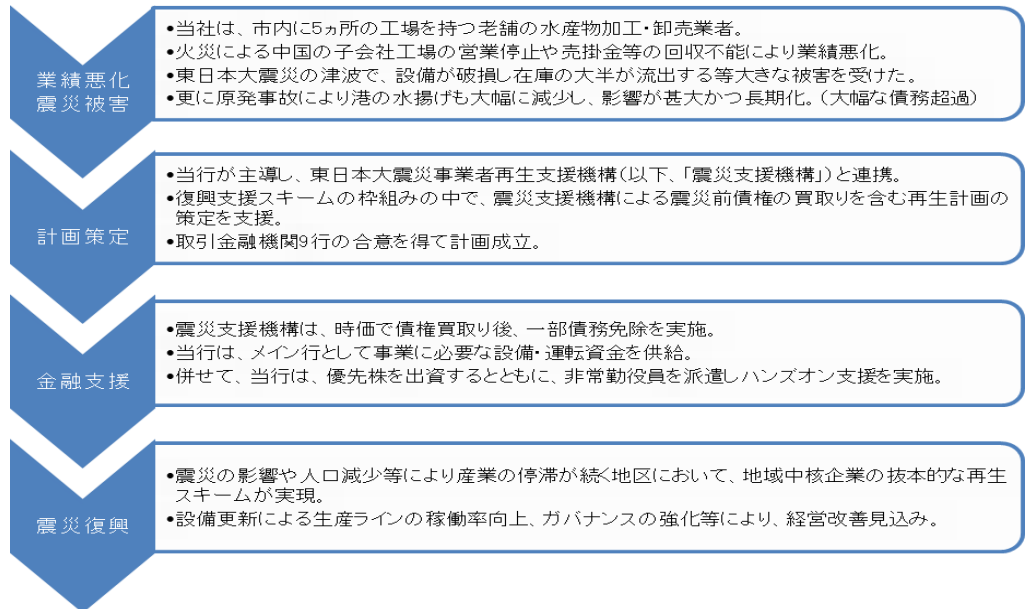 業績悪化
震災被害
•当社は、市内に5ヵ所の工場を持つ老舗の水産物加工・卸売業者。
•火災による中国の子会社工場の営業停止や売掛金等の回収不能により業績悪化。
•東日本大震災の津波で、設備が破損し在庫の大半が流出する等大きな被害を受けた。
•更に原発事故により港の水揚げも大幅に減少し、影響が甚大かつ長期化。(大幅な債務超過)
計画策定
•当行が主導し、東日本大震災事業者再生支援機構(以下、「震災支援機構」)と連携。
•復興支援スキームの枠組みの中で、震災支援機構による震災前債権の買取りを含む再生計画の
策定を支援。
•取引金融機関9行の合意を得て計画成立。
金融支援
•震災支援機構は、時価で債権買取り後、一部債務免除を実施。
•当行は、メイン行として事業に必要な設備・運転資金を供給。
•併せて、当行は、優先株を出資するとともに、非常勤役員を派遣しハンズオン支援を実施。
震災復興
•震災の影響や人口減少等により産業の停滞が続く地区において、地域中核企業の抜本的な再生
スキームが実現。
•設備更新による生産ラインの稼働率向上、ガバナンスの強化等により、経営改善見込み。